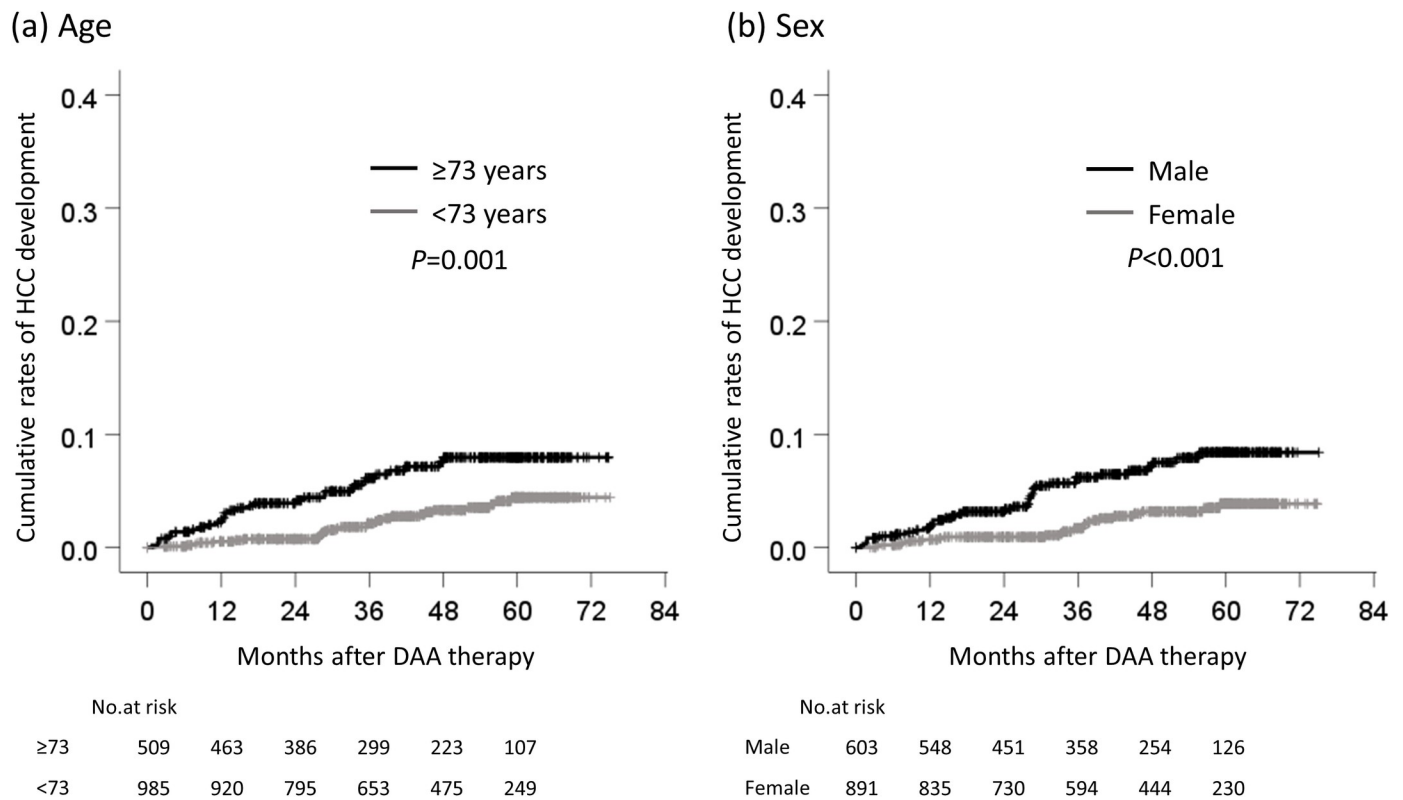 (a) Age
Cumulative rates of HCC development
0.4
0.3
0.2
0.1
0.0
≥73 years
<73 years
P=0.001
0 12 24 36 48 60 72 84
Months after DAA therapy
No.at risk
≥73 509 463 386 299 223 107
<73 985 920 795 653 475 249
(b) Sex
Cumulative rates of HCC development
0.4
0.3
0.2
0.1
0.0
Male
Female
P<0.001
0 12 24 36 48 60 72 84
Months after DAA therapy
No.at risk
Male 603 548 451 358 254 126
Female 891 835 730 594 444 230